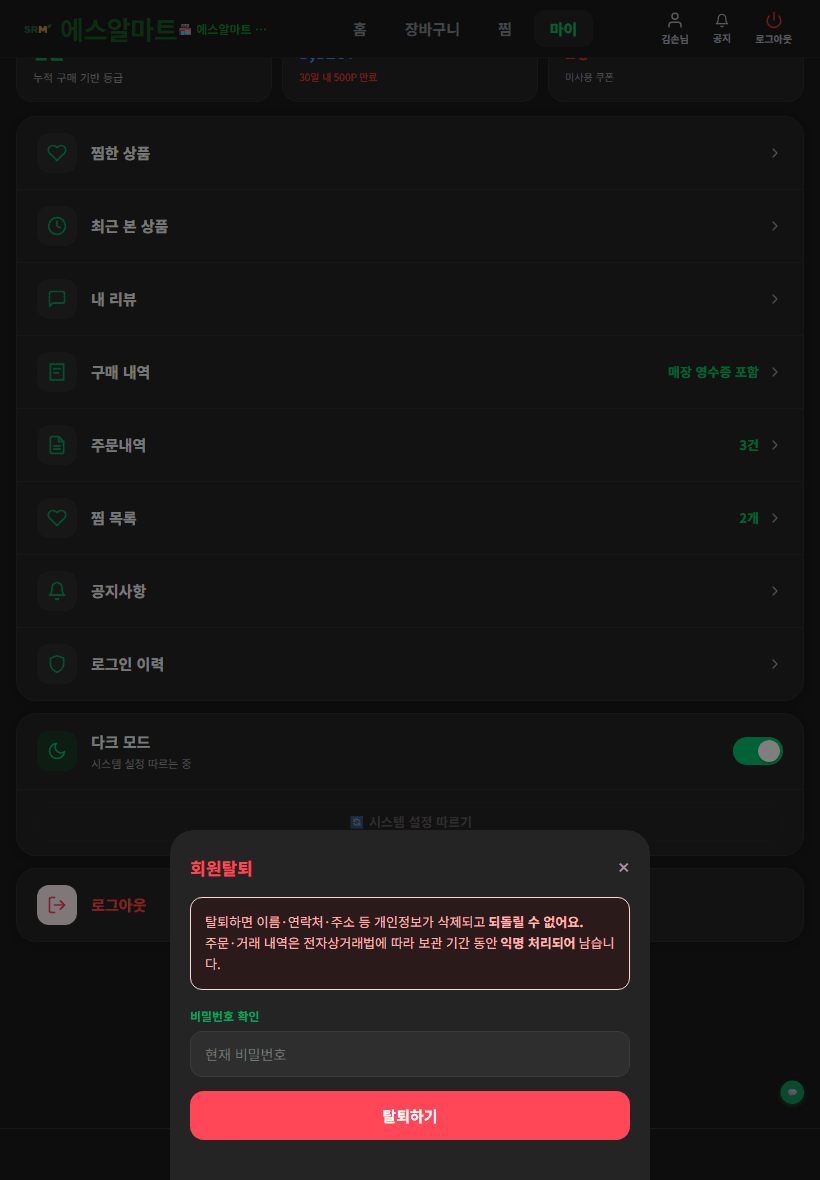 SRM 에스알마트 에스알마트 ···
홈
장바구니
찜
마이
김손님
공지
로그아웃
누적 구매 기반 등급
30일 내 500P 만료
미사용 쿠폰
찜한 상품
최근 본 상품
내 리뷰
구매 내역
매장 영수증 포함
주문내역
3건
찜 목록
2개
공지사항
로그인 이력
다크 모드
시스템 설정 따르는 중
시스템 설정 따르기
로그아웃
회원탈퇴
×
탈퇴하면 이름·연락처·주소 등 개인정보가 삭제되고 되돌릴 수 없어요.
주문·거래 내역은 전자상거래법에 따라 보관 기간 동안 익명 처리되어 남습니
다.
비밀번호 확인
현재 비밀번호
탈퇴하기